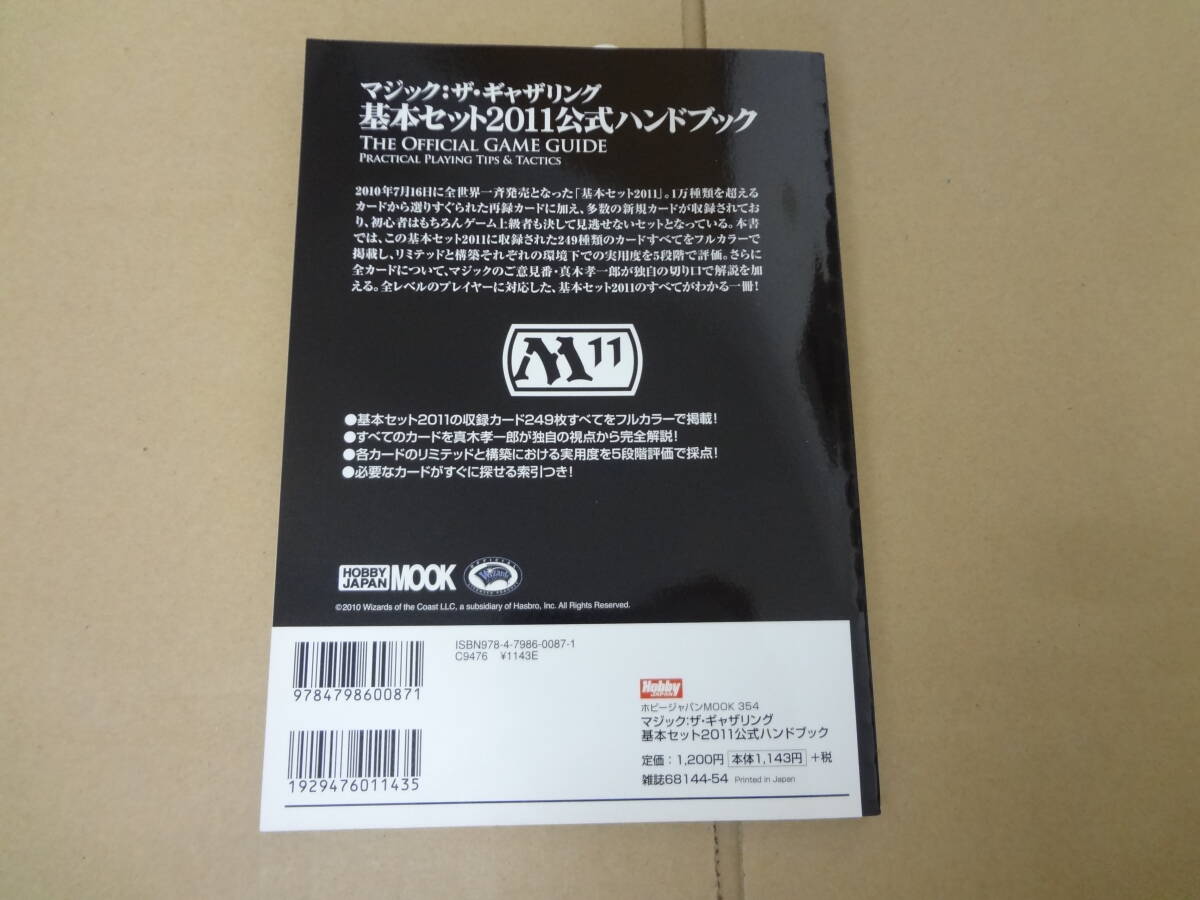 マジック:ザ・ギャザリング
基本セット2011公式ハンドブック
THE OFFICIAL GAME GUIDE
PRACTICAL PLAYING TIPS & TACTICS
2010年7月16日に全世界一斉発売となった「基本セット2011」。1万種類を超える
カードから選りすぐられた再録カードに加え、多数の新規カードが収録されてお
り、初心者はもちろんゲーム上級者も決して見逃せないセットとなっている。本書
では、この基本セット2011に収録された249種類のカードすべてをフルカラーで
掲載し、リミテッドと構築それぞれの環境下での実用度を5段階で評価。さらに
全カードについて、マジックのご意見番・真木孝一郎が独自の切り口で解説を加
える。全レベルのプレイヤーに対応した、基本セット2011のすべてがわかる一冊!
M11
●基本セット2011の収録カード249枚すべてをフルカラーで掲載!
●すべてのカードを真木孝一郎が独自の視点から完全解説!
●各カードのリミテッドと構築における実用度を5段階評価で採点!
●必要なカードがすぐに探せる索引つき!
HOBBY JAPAN MOOK
Wizards
©2010 Wizards of the Coast LLC, a subsidiary of Hasbro, Inc. All Rights Reserved.
ISBN978-4-7986-0087-1
C9476 ¥1143E
9784798600871
1929476011435
Hobby JAPAN
ホビージャパンMOOK 354
マジック:ザ・ギャザリング
基本セット2011公式ハンドブック
定価:1,200円 本体1,143円 +税
雑誌68144-54 Printed in Japan